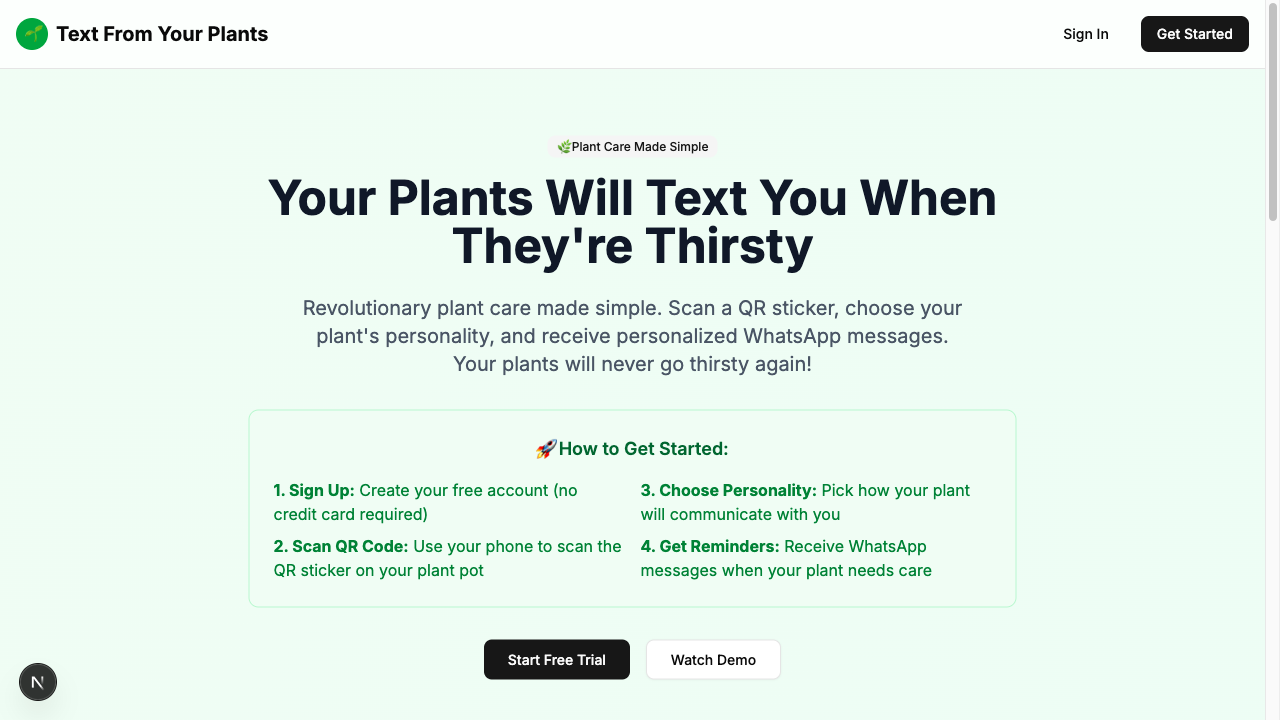 Text From Your Plants
Sign In
Get Started
🌿Plant Care Made Simple
Your Plants Will Text You When
They're Thirsty
Revolutionary plant care made simple. Scan a QR sticker, choose your
plant's personality, and receive personalized WhatsApp messages.
Your plants will never go thirsty again!
🚀How to Get Started:
1. Sign Up: Create your free account (no
credit card required)
2. Scan QR Code: Use your phone to scan the
QR sticker on your plant pot
3. Choose Personality: Pick how your plant
will communicate with you
4. Get Reminders: Receive WhatsApp
messages when your plant needs care
Start Free Trial
Watch Demo
N